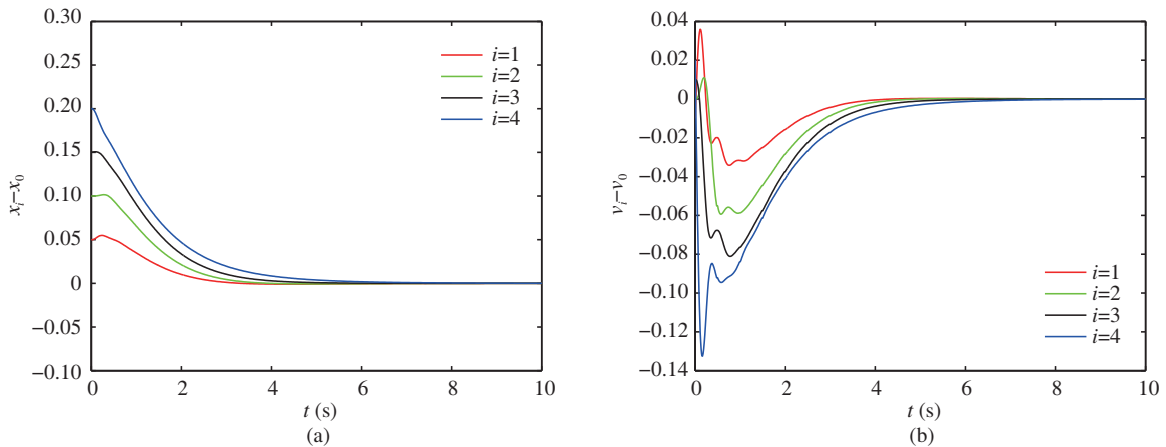 0.30
0.25
0.20
0.15
0.10
0.05
0
−0.05
−0.10
x_i−x_0
i=1
i=2
i=3
i=4
0 2 4 6 8 10
t (s)
(a)
0.04
0.02
0
−0.02
−0.04
−0.06
−0.08
−0.10
−0.12
−0.14
v_i−v_0
i=1
i=2
i=3
i=4
0 2 4 6 8 10
t (s)
(b)